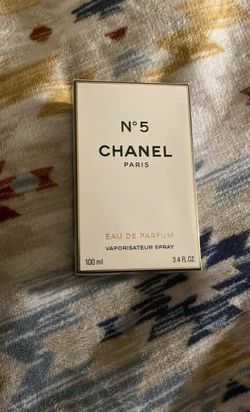 N°5
CHANEL
PARIS
EAU DE PARFUM
VAPORISATEUR SPRAY
100 ml 3.4 FL.OZ.